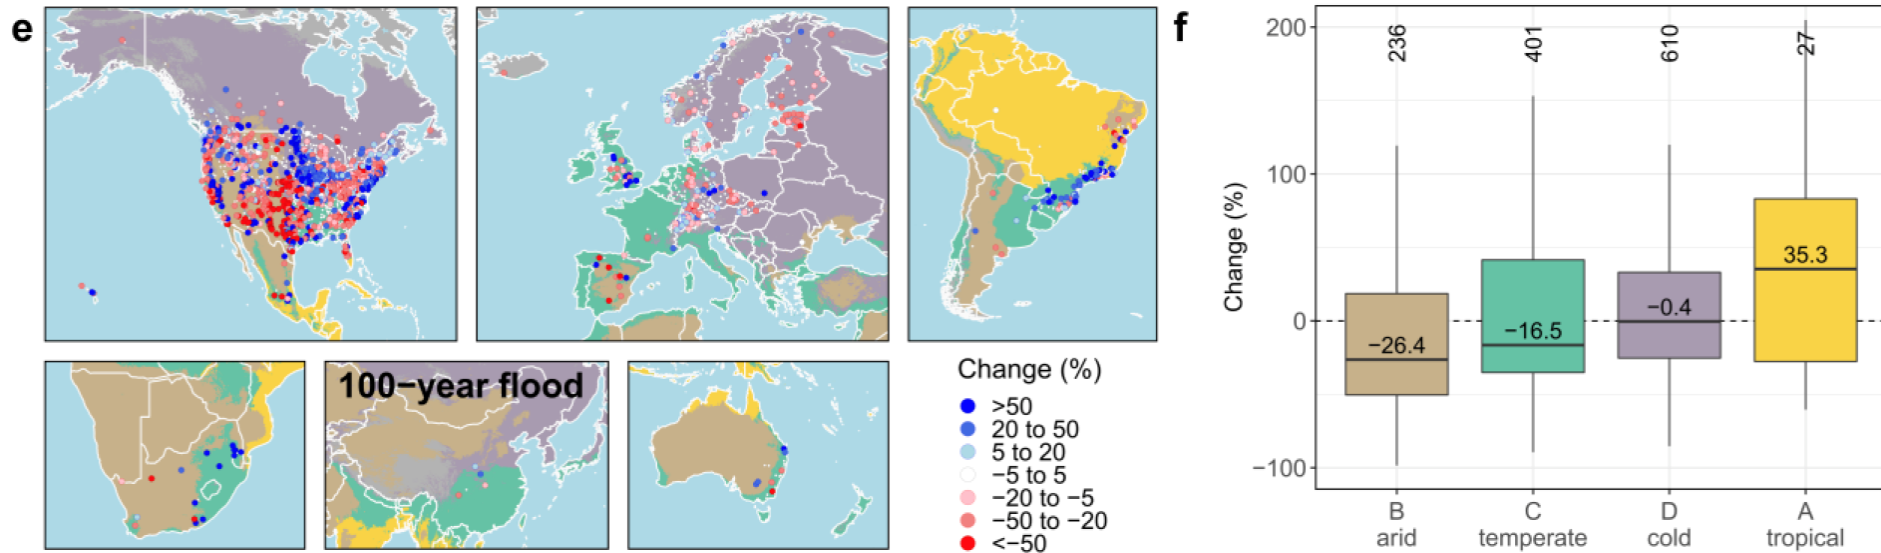 e
100−year flood
Change (%)
>50
20 to 50
5 to 20
−5 to 5
−20 to −5
−50 to −20
<−50
f
Change (%)
200
100
0
−100
236
401
610
27
−26.4
−16.5
−0.4
35.3
B
arid
C
temperate
D
cold
A
tropical